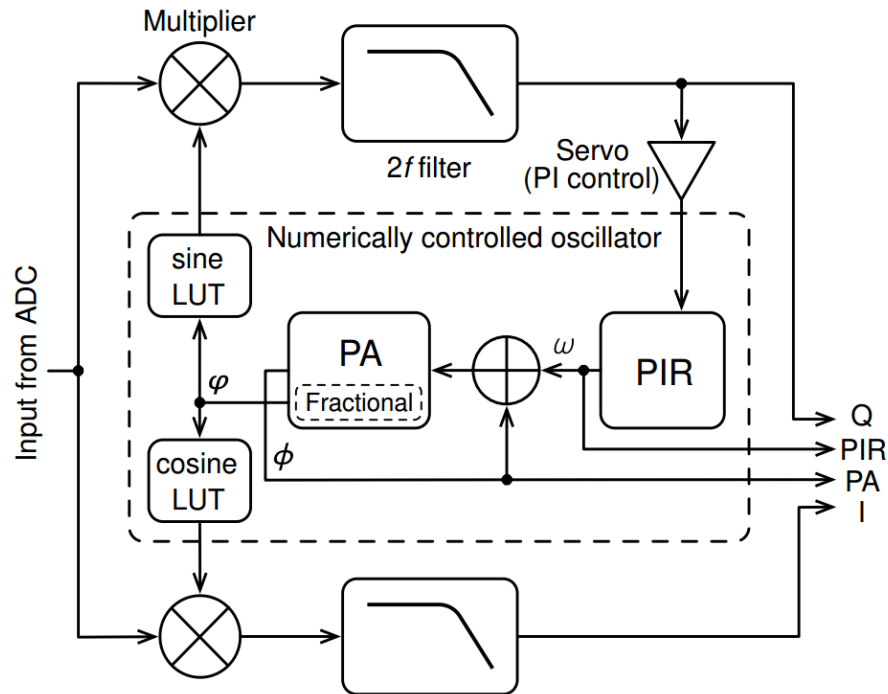 Multiplier
2f filter
Servo
(PI control)
Numerically controlled oscillator
sine
LUT
Input from ADC
PA
Fractional
φ
ω
PIR
cosine
LUT
ϕ
Q
PIR
PA
I